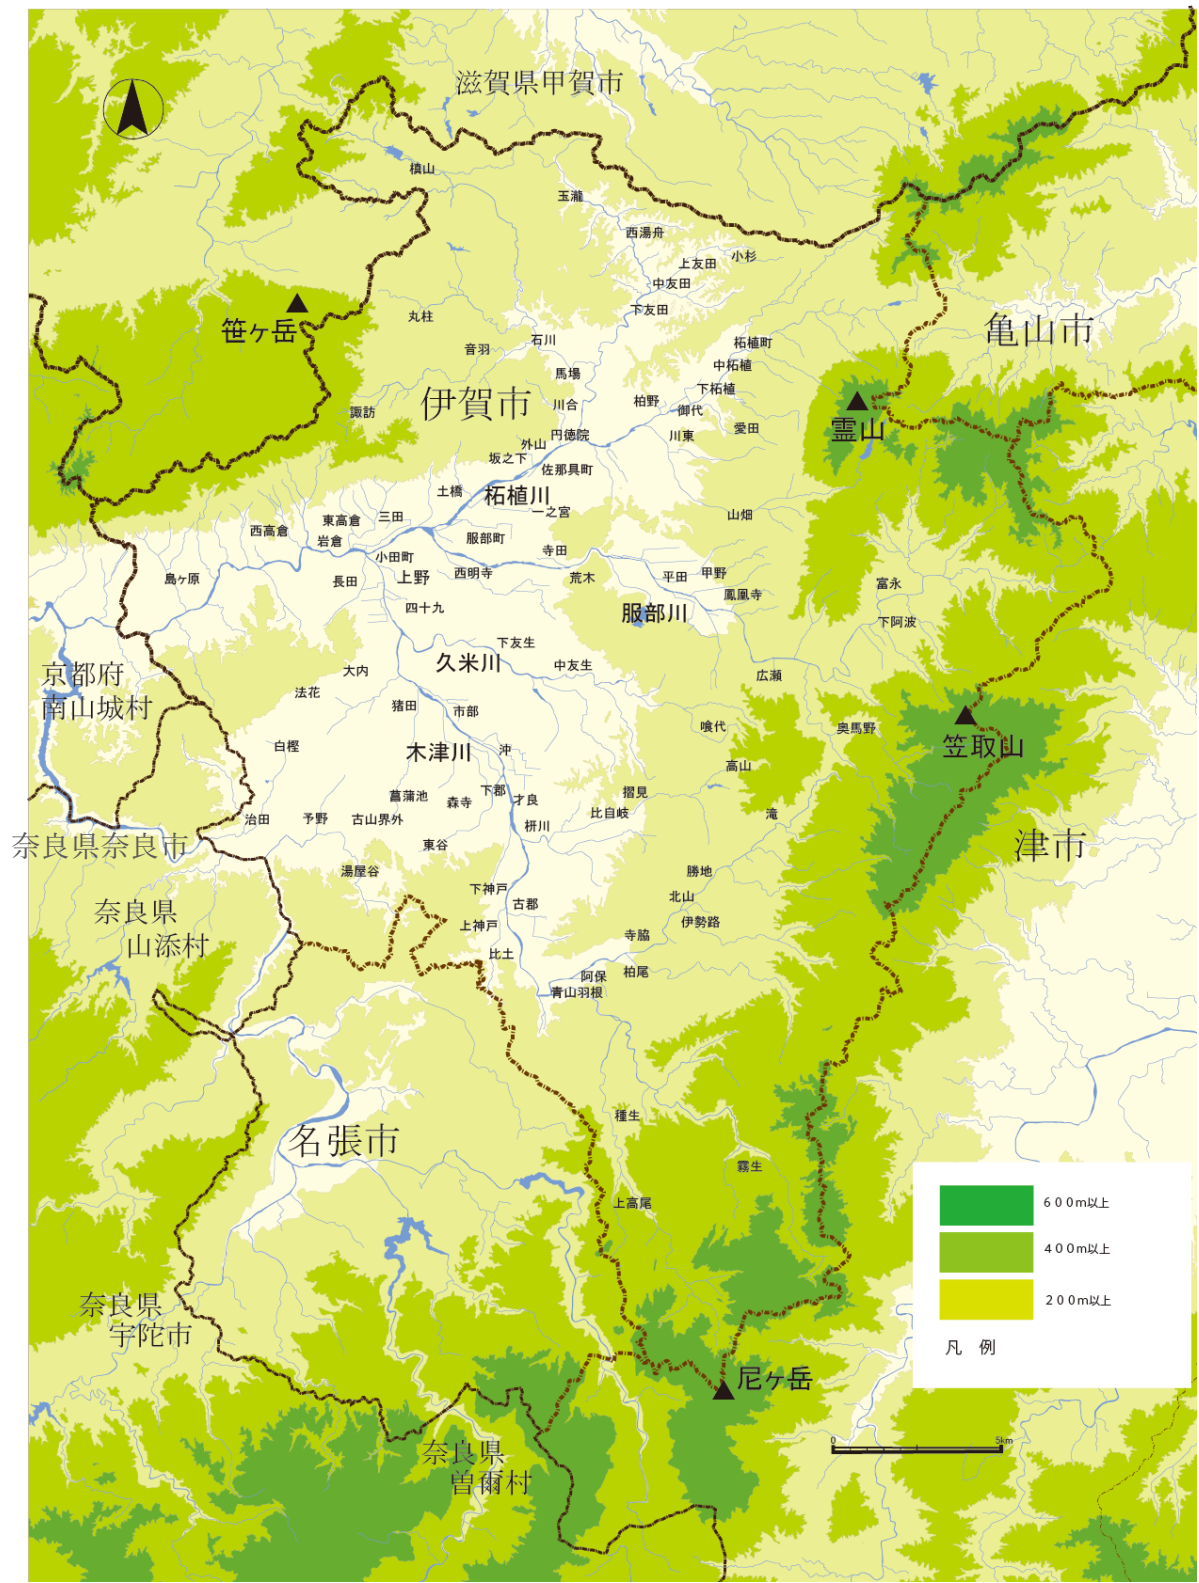 滋賀県甲賀市
槙山
玉瀧
西湯舟
小杉
上友田
中友田
下友田
笹ヶ岳
丸柱
石川
音羽
柘植町
亀山市
中柘植
馬場
下柘植
伊賀市
諏訪
川合
柏野
御代
霊山
愛田
川東
円徳院
外山
坂之下
佐那具町
土橋
柘植川
一之宮
山畑
三田
東高倉
西高倉
岩倉
服部町
小田町
寺田
島ヶ原
長田
上野
西明寺
荒木
平田
甲野
鳳凰寺
富永
四十九
服部川
下阿波
下友生
久米川
中友生
京都府
南山城村
大内
広瀬
法花
猪田
市部
喰代
奥馬野
笠取山
白樫
木津川
沖
高山
菖蒲池
森寺
下郡
才良
摺見
比自岐
滝
治田
予野
古山界外
枡川
奈良県奈良市
東谷
津市
湯屋谷
勝地
下神戸
古郡
北山
奈良県
山添村
上神戸
伊勢路
寺脇
比土
阿保
柏尾
青山羽根
種生
名張市
霧生
上高尾
600m以上
400m以上
200m以上
凡 例
奈良県
宇陀市
尼ヶ岳
0
5km
奈良県
曽爾村